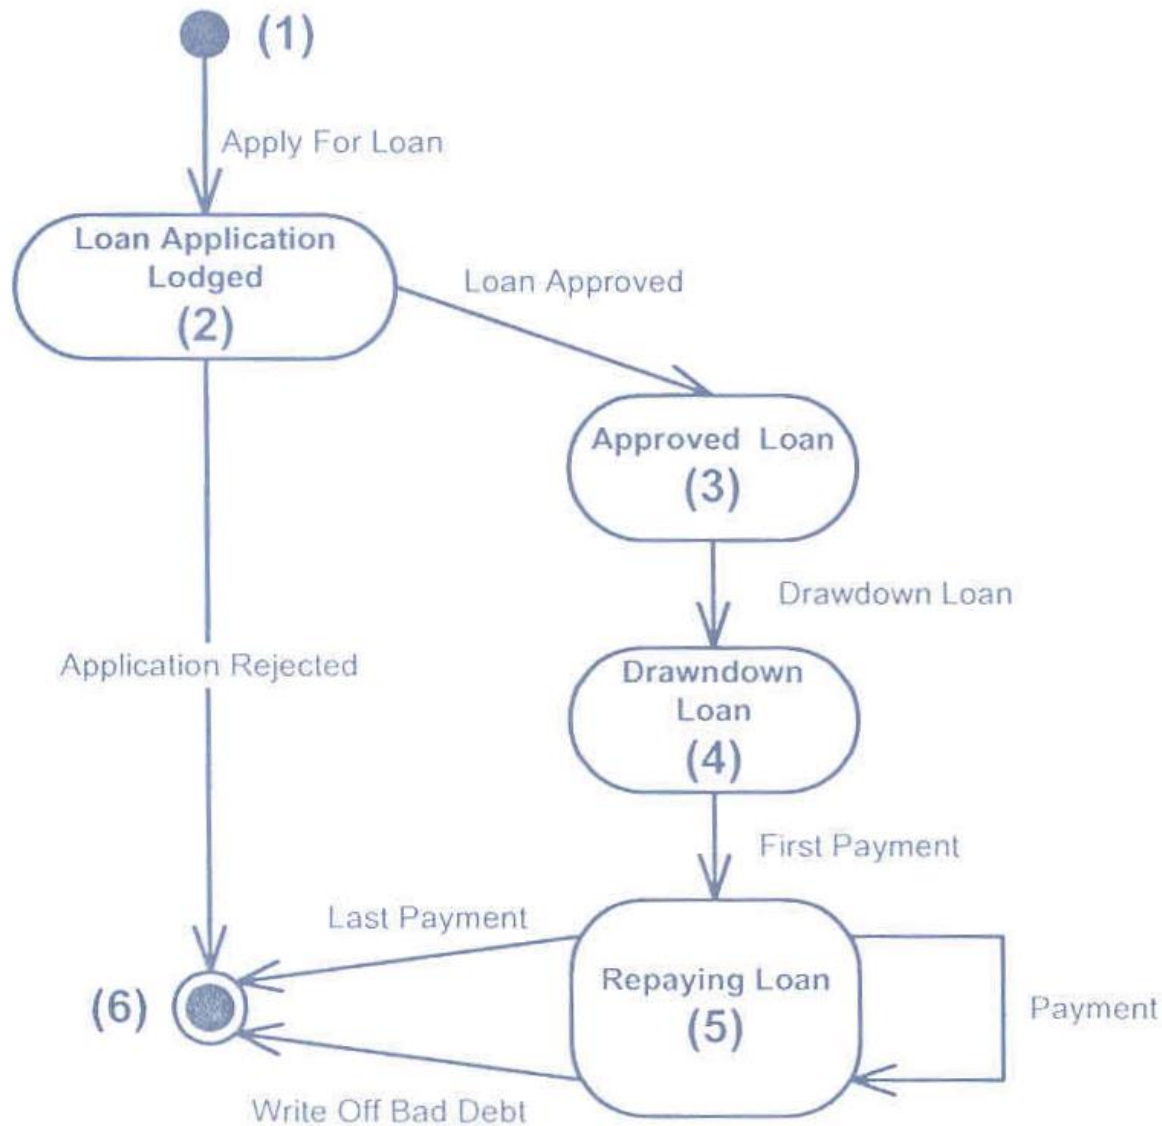 (1)
Apply For Loan
Loan Application
Lodged
(2)
Loan Approved
Approved Loan
(3)
Drawdown Loan
Application Rejected
Drawndown
Loan
(4)
First Payment
Last Payment
Repaying Loan
(5)
(6)
Payment
Write Off Bad Debt